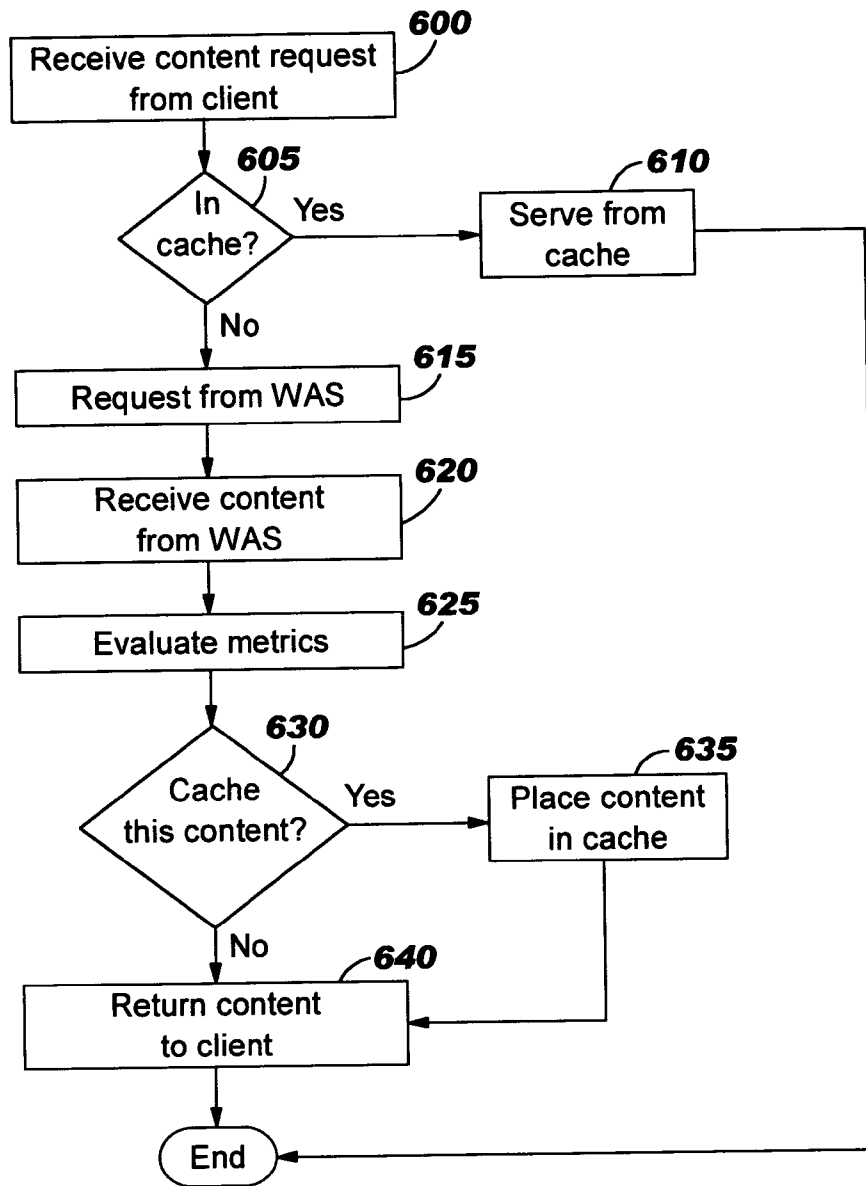 600
Receive content request
from client
605
In
cache?
Yes
610
Serve from
cache
No
615
Request from WAS
620
Receive content
from WAS
625
Evaluate metrics
630
Cache
this content?
Yes
635
Place content
in cache
No
640
Return content
to client
End